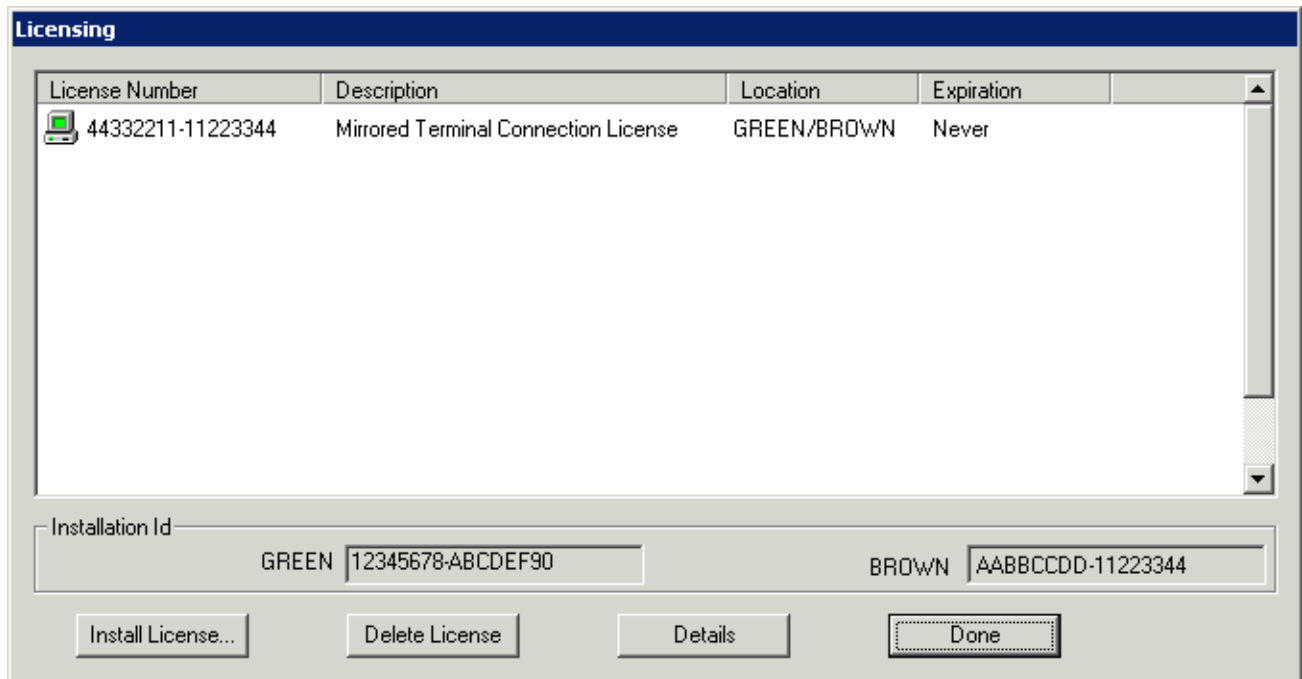 Licensing
License Number Description Location Expiration
44332211-11223344 Mirrored Terminal Connection License GREEN/BROWN Never
Installation Id
GREEN 12345678-ABCDEF90 BROWN AABBCCDD-11223344
Install License... Delete License Details Done